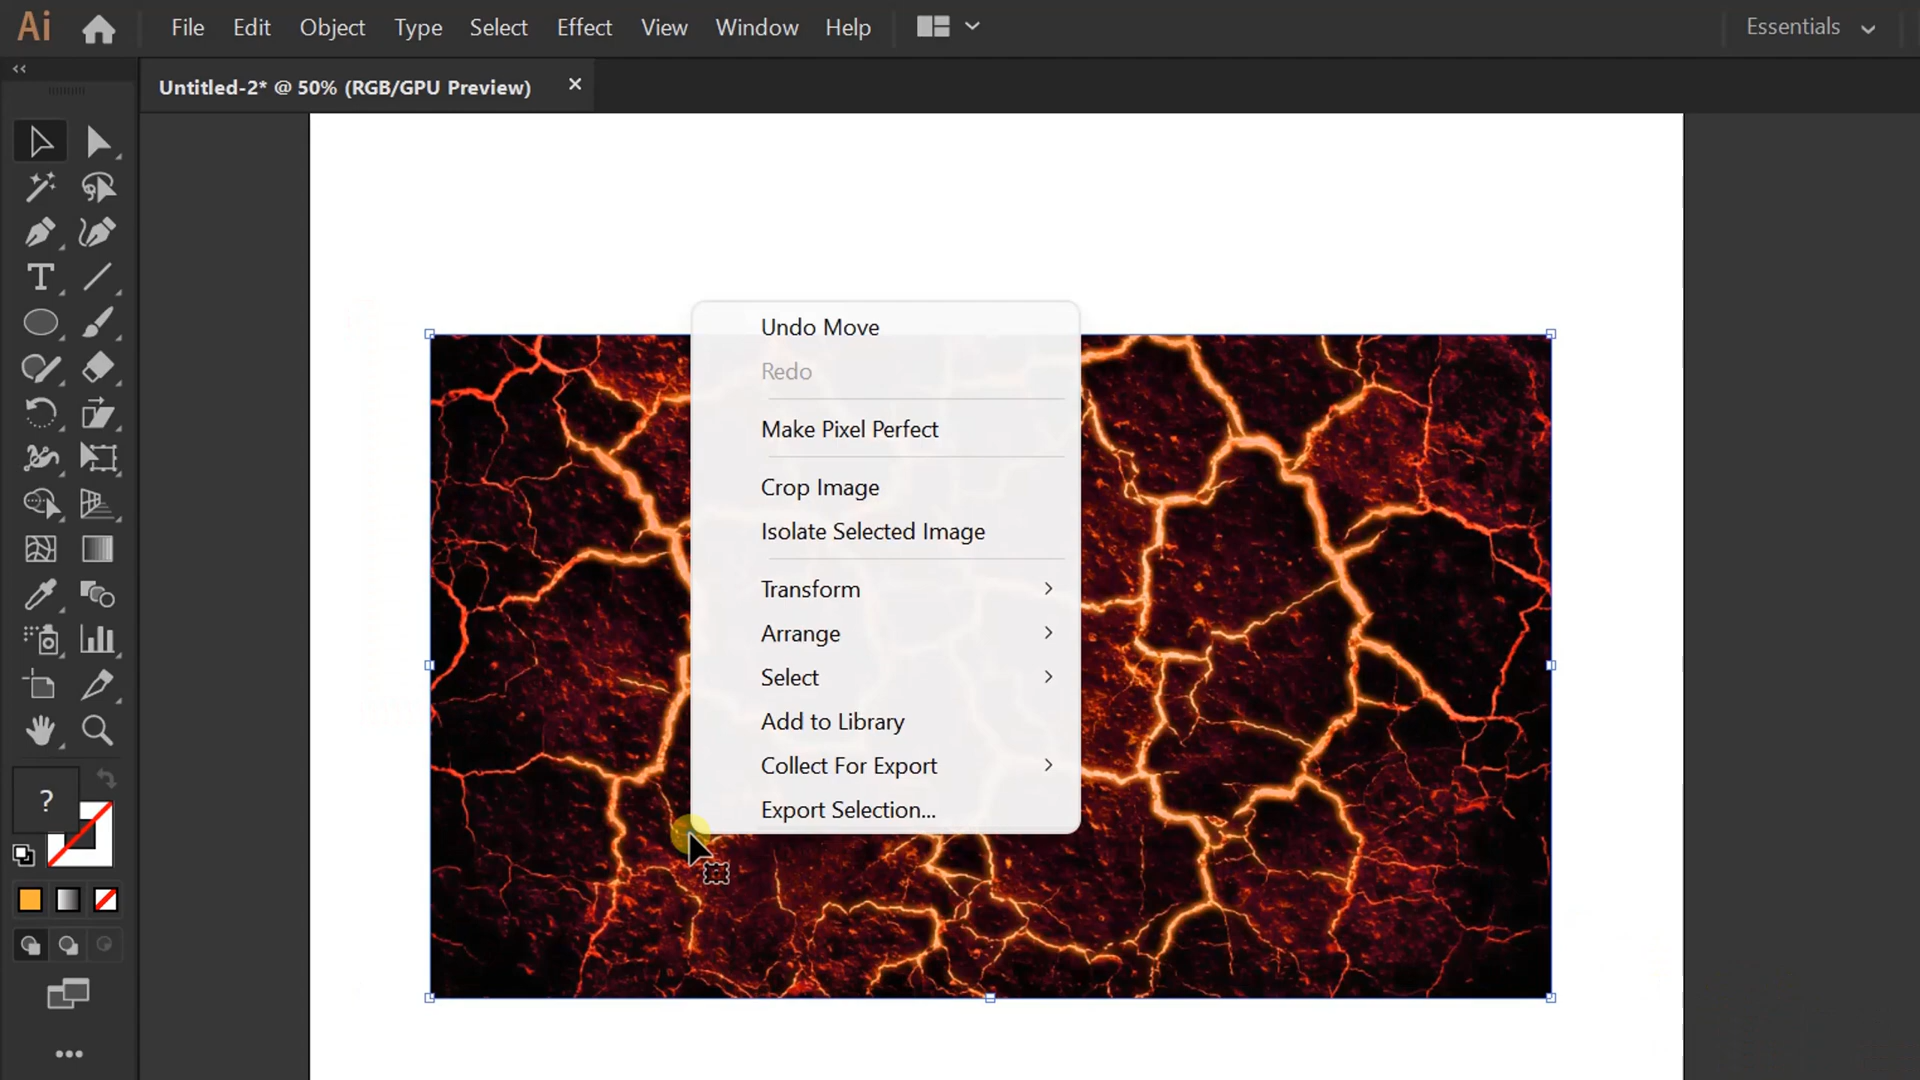 Ai
File Edit Object Type Select Effect View Window Help
Essentials
Untitled-2* @ 50% (RGB/GPU Preview)
Undo Move
Redo
Make Pixel Perfect
Crop Image
Isolate Selected Image
Transform
Arrange
Select
Add to Library
Collect For Export
Export Selection...
?